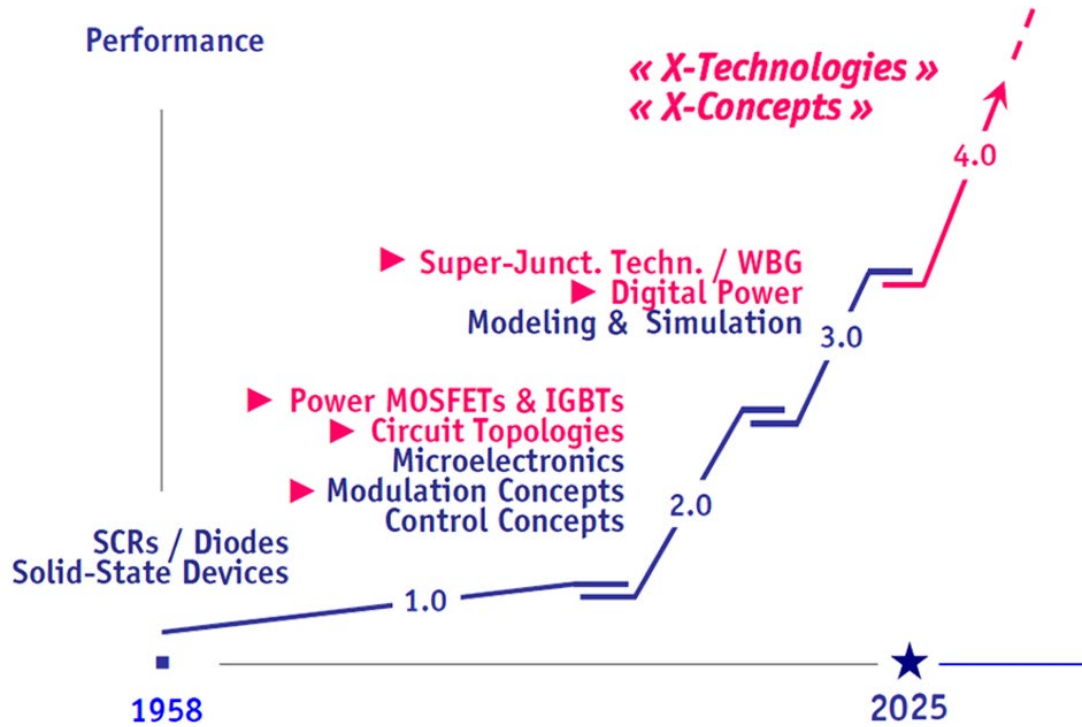 Performance
« X-Technologies »
« X-Concepts »
4.0
► Super-Junct. Techn. / WBG
► Digital Power
Modeling & Simulation
3.0
► Power MOSFETs & IGBTs
► Circuit Topologies
Microelectronics
► Modulation Concepts
Control Concepts
2.0
SCRs / Diodes
Solid-State Devices
1.0
1958
2025